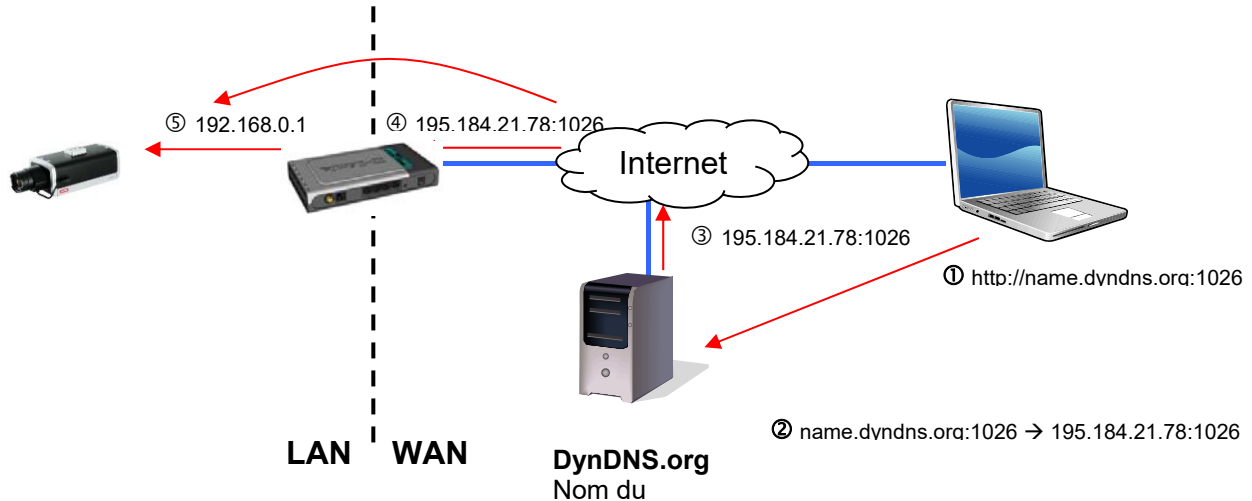 ⑤ 192.168.0.1
④ 195.184.21.78:1026
Internet
③ 195.184.21.78:1026
① http://name.dyndns.org:1026
② name.dyndns.org:1026 → 195.184.21.78:1026
LAN WAN
DynDNS.org
Nom du